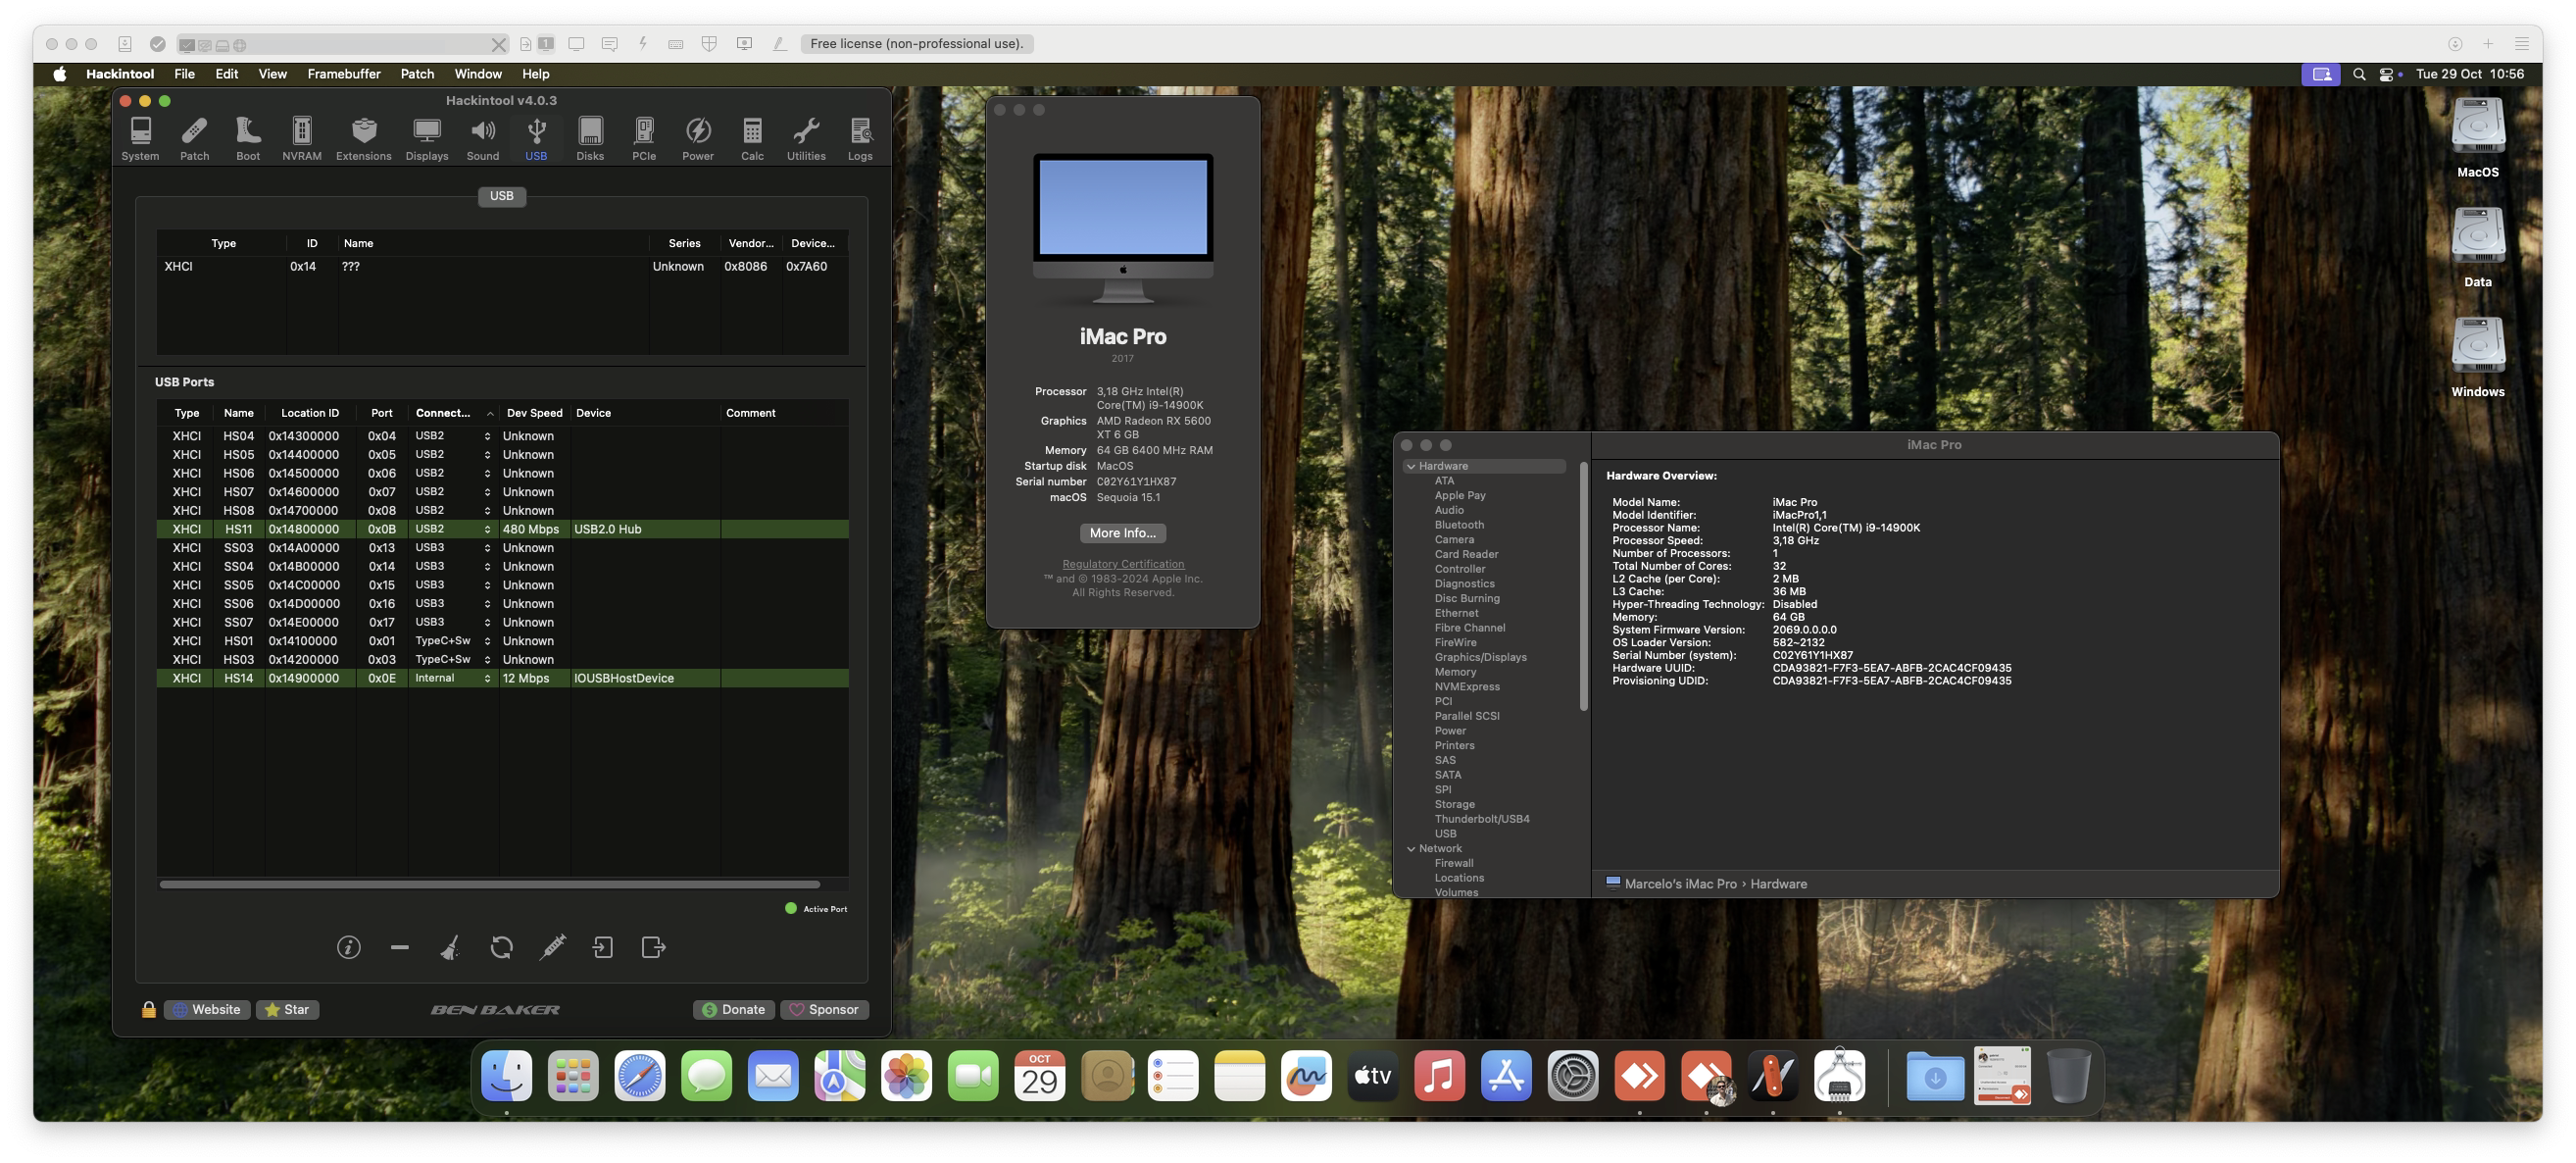 Free license (non-professional use).
Hackintool File Edit View Framebuffer Patch Window Help
Tue 29 Oct 10:56
Hackintool v4.0.3
System Patch Boot NVRAM Extensions Displays Sound USB Disks PCIe Power Calc Utilities Logs
USB
Type ID Name Series Vendor... Device...
XHCI 0x14 ??? Unknown 0x8086 0x7A60
USB Ports
Type Name Location ID Port Connect... Dev Speed Device Comment
XHCI HS04 0x14300000 0x04 USB2 Unknown
XHCI HS05 0x14400000 0x05 USB2 Unknown
XHCI HS06 0x14500000 0x06 USB2 Unknown
XHCI HS07 0x14600000 0x07 USB2 Unknown
XHCI HS08 0x14700000 0x08 USB2 Unknown
XHCI HS11 0x14800000 0x0B USB2 480 Mbps USB2.0 Hub
XHCI SS03 0x14A00000 0x13 USB3 Unknown
XHCI SS04 0x14B00000 0x14 USB3 Unknown
XHCI SS05 0x14C00000 0x15 USB3 Unknown
XHCI SS06 0x14D00000 0x16 USB3 Unknown
XHCI SS07 0x14E00000 0x17 USB3 Unknown
XHCI HS01 0x14100000 0x01 TypeC+Sw Unknown
XHCI HS03 0x14200000 0x03 TypeC+Sw Unknown
XHCI HS14 0x14900000 0x0E Internal 12 Mbps IOUSBHostDevice
Active Port
Website Star BEN BAKER Donate Sponsor
iMac Pro
2017
Processor 3,18 GHz Intel(R)
Core(TM) i9-14900K
Graphics AMD Radeon RX 5600
XT 6 GB
Memory 64 GB 6400 MHz RAM
Startup disk MacOS
Serial number C02Y61Y1HX87
macOS Sequoia 15.1
More Info...
Regulatory Certification
™ and © 1983-2024 Apple Inc.
All Rights Reserved.
iMac Pro
Hardware
ATA
Apple Pay
Audio
Bluetooth
Camera
Card Reader
Controller
Diagnostics
Disc Burning
Ethernet
Fibre Channel
FireWire
Graphics/Displays
Memory
NVMExpress
PCI
Parallel SCSI
Power
Printers
SAS
SATA
SPI
Storage
Thunderbolt/USB4
USB
Network
Firewall
Locations
Volumes
Hardware Overview:
Model Name: iMac Pro
Model Identifier: iMacPro1,1
Processor Name: Intel(R) Core(TM) i9-14900K
Processor Speed: 3,18 GHz
Number of Processors: 1
Total Number of Cores: 32
L2 Cache (per Core): 2 MB
L3 Cache: 36 MB
Hyper-Threading Technology: Disabled
Memory: 64 GB
System Firmware Version: 2069.0.0.0.0
OS Loader Version: 582~2132
Serial Number (system): C02Y61Y1HX87
Hardware UUID: CDA93821-F7F3-5EA7-ABFB-2CAC4CF09435
Provisioning UDID: CDA93821-F7F3-5EA7-ABFB-2CAC4CF09435
Marcelo's iMac Pro › Hardware
MacOS
Data
Windows
OCT
29
tv